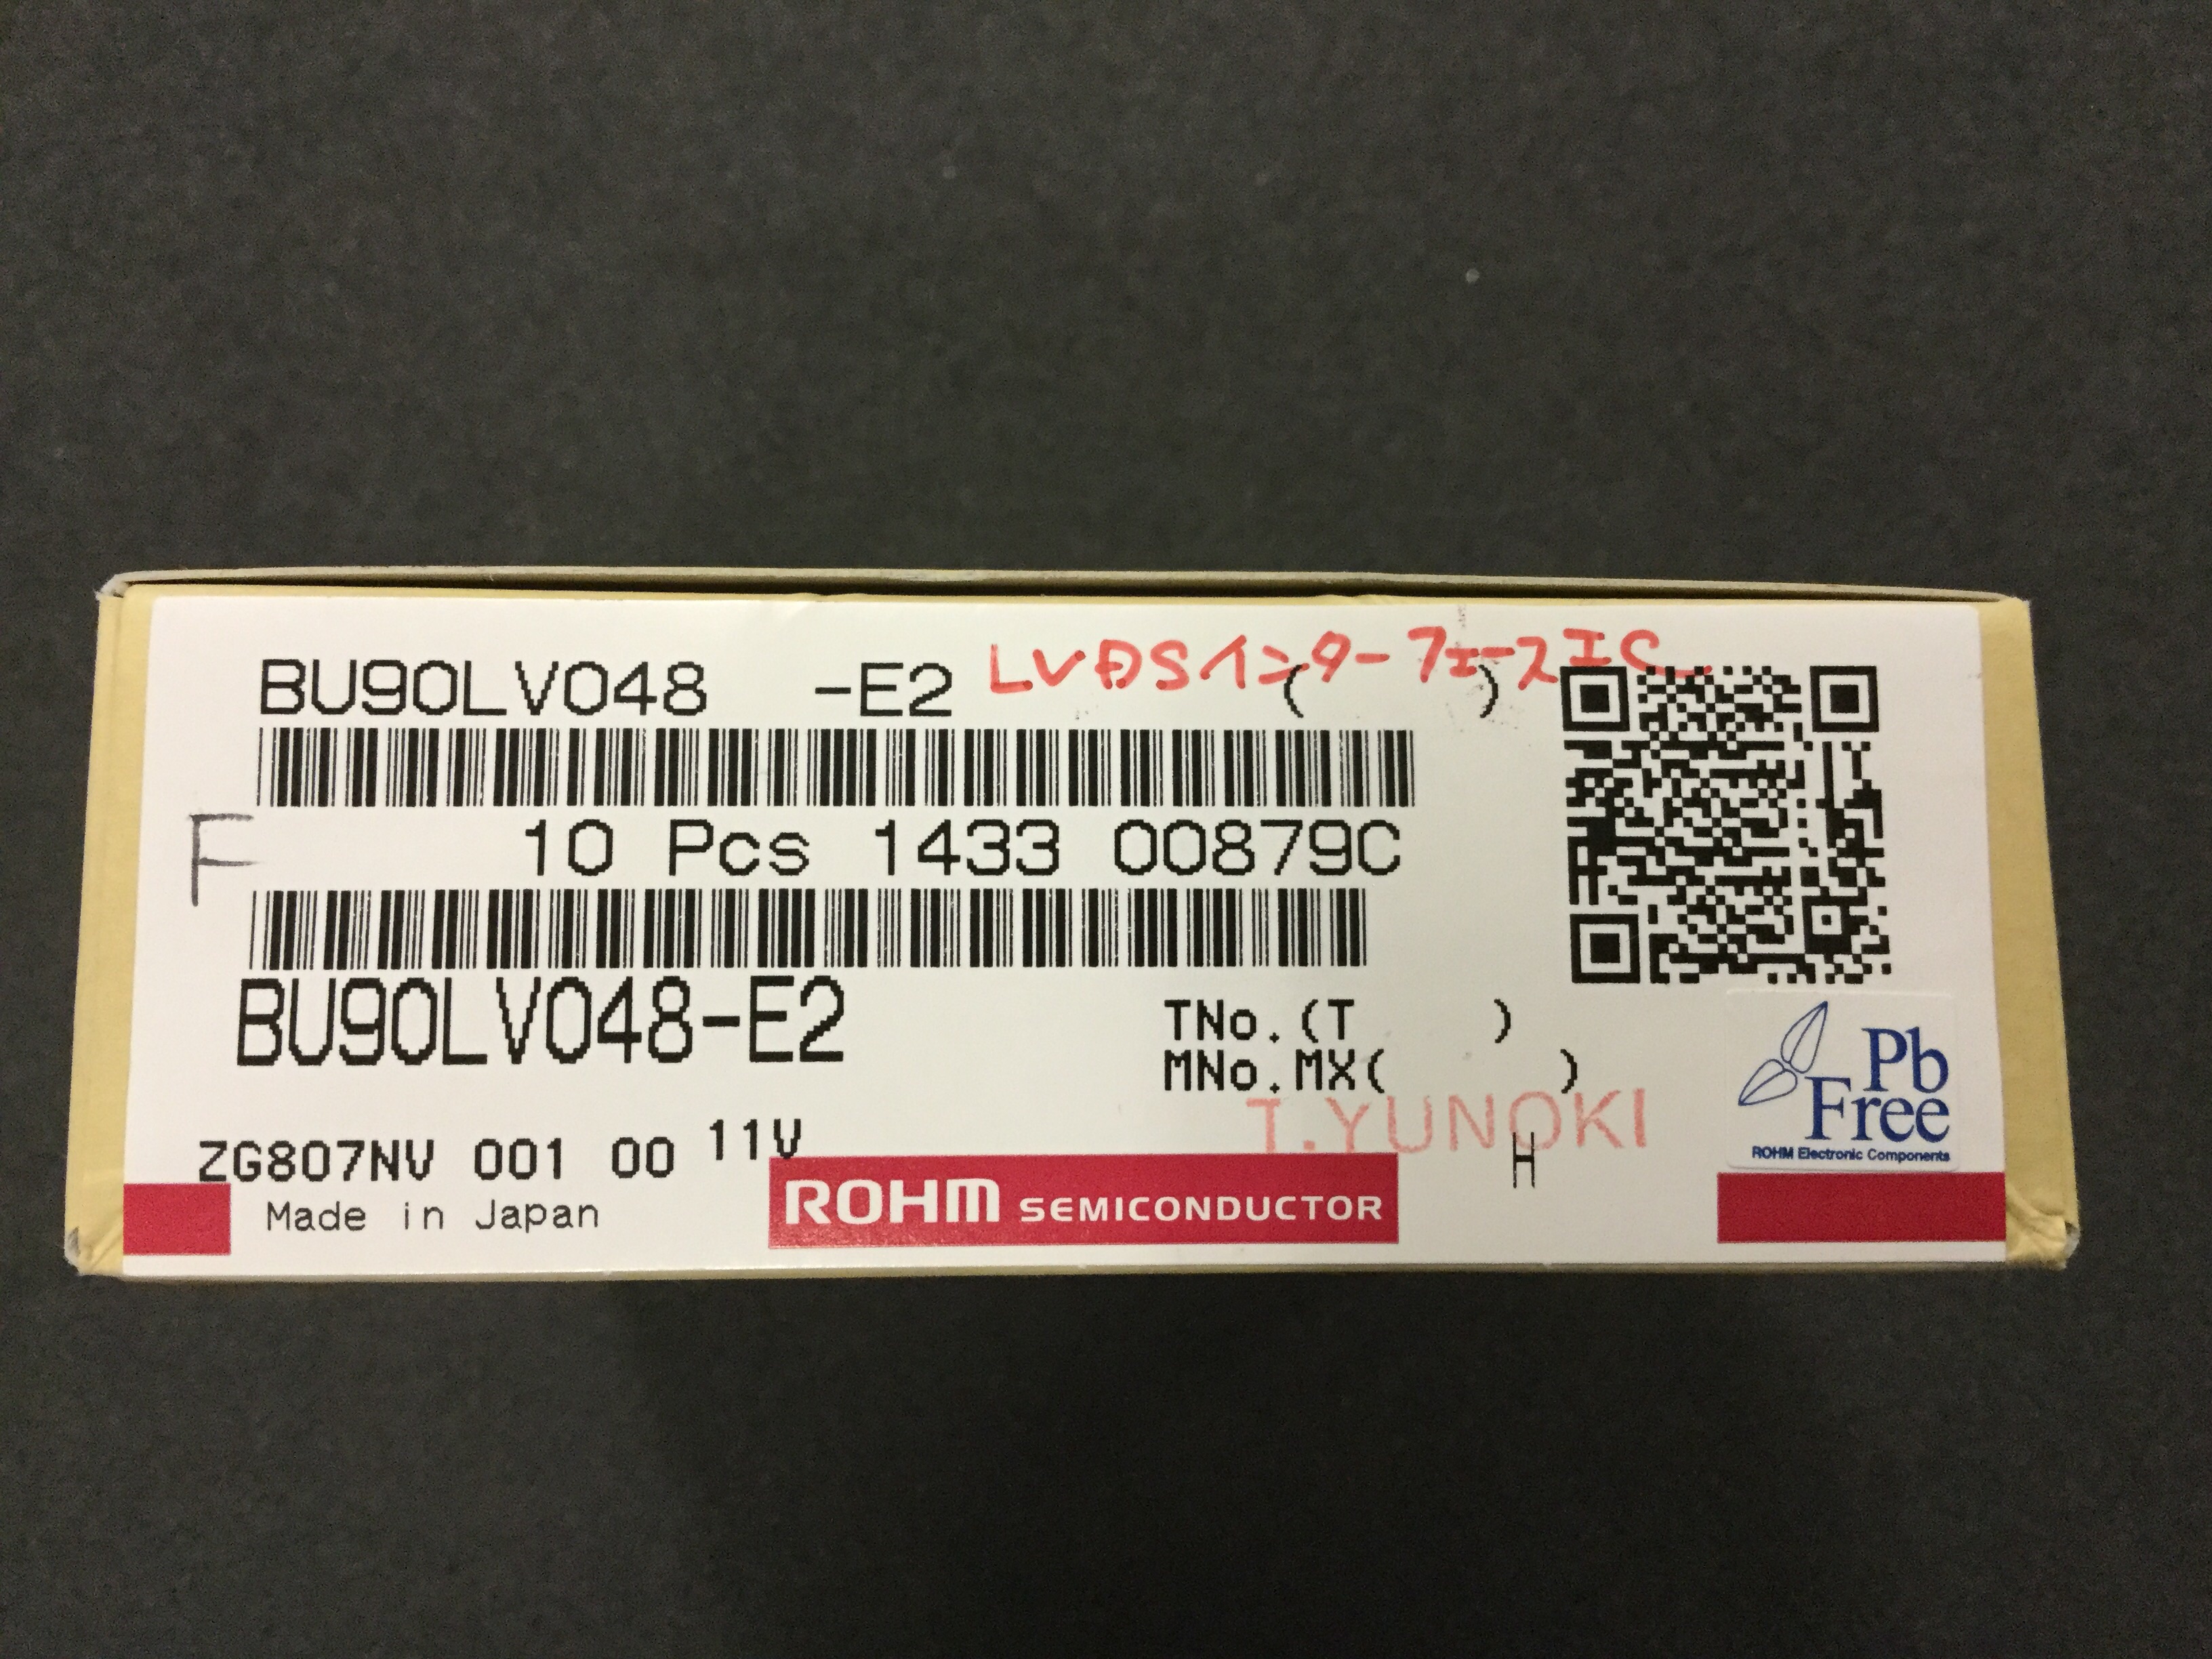 BU90LV048 -E2 ( )
LVDSインターフェースIC
F
10 Pcs 1433 00879C
BU90LV048-E2
TNo.(T )
MNo.MX( )
T.YUNOKI
ZG807NV 001 00 11V
H
Made in Japan
ROHM SEMICONDUCTOR
Pb
Free
ROHM Electronic Components